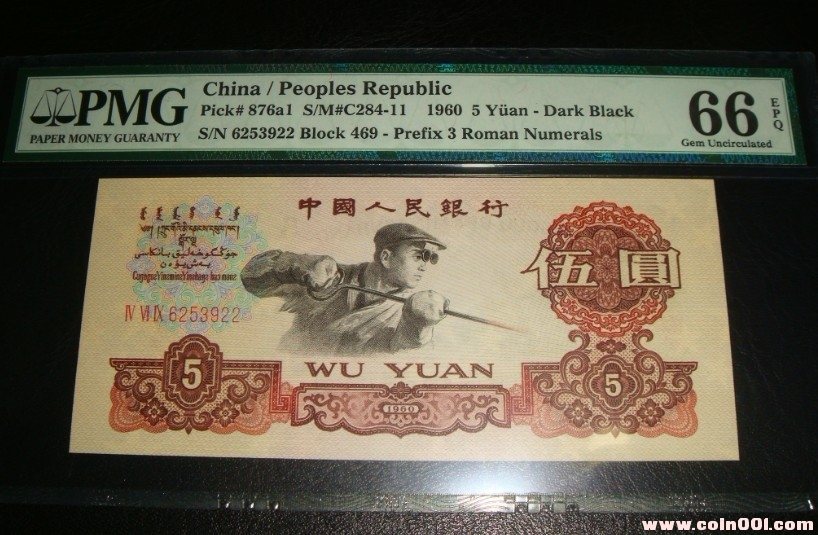 PMG
PAPER MONEY GUARANTY
China / Peoples Republic
Pick# 876a1 S/M#C284-11 1960 5 Yüan - Dark Black
S/N 6253922 Block 469 - Prefix 3 Roman Numerals
66 EPQ
Gem Uncirculated
中國人民銀行
伍圓
IV VI IX 6253922
WU YUAN
5
1960
5
www.coin001.com